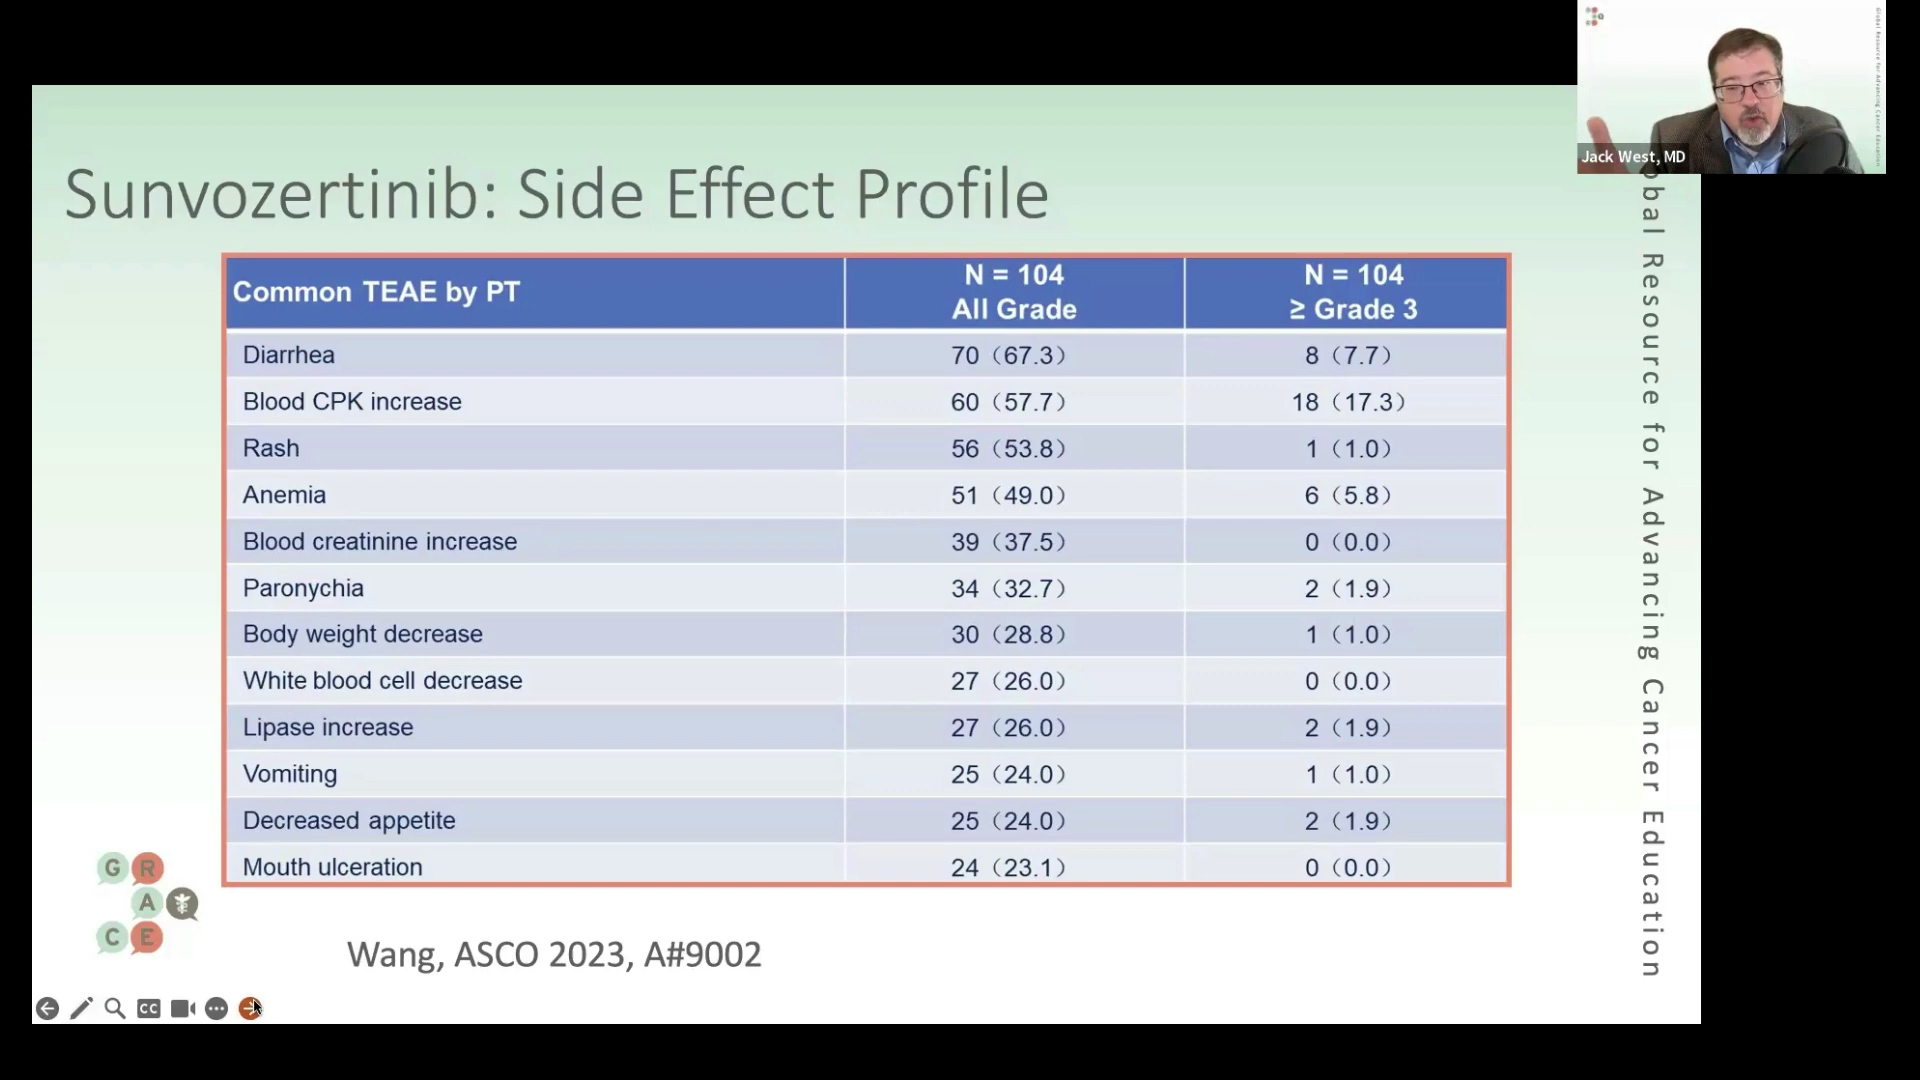 Jack West, MD
Sunvozertinib: Side Effect Profile
Common TEAE by PT
N = 104
All Grade
N = 104
≥ Grade 3
Diarrhea 70（67.3） 8（7.7）
Blood CPK increase 60（57.7） 18（17.3）
Rash 56（53.8） 1（1.0）
Anemia 51（49.0） 6（5.8）
Blood creatinine increase 39（37.5） 0（0.0）
Paronychia 34（32.7） 2（1.9）
Body weight decrease 30（28.8） 1（1.0）
White blood cell decrease 27（26.0） 0（0.0）
Lipase increase 27（26.0） 2（1.9）
Vomiting 25（24.0） 1（1.0）
Decreased appetite 25（24.0） 2（1.9）
Mouth ulceration 24（23.1） 0（0.0）
G R
A
C E
Wang, ASCO 2023, A#9002
CC
obal Resource for Advancing Cancer Education